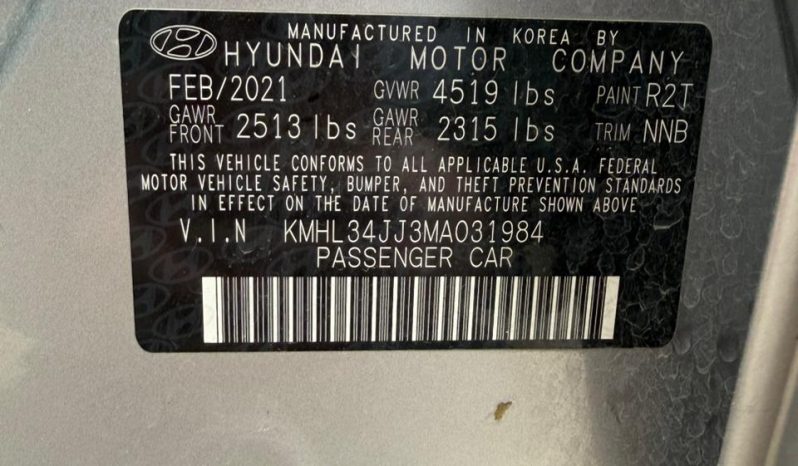 MANUFACTURED IN KOREA BY
HYUNDAI MOTOR COMPANY
FEB/2021 GVWR 4519 lbs PAINT R2T
GAWR FRONT 2513 lbs GAWR REAR 2315 lbs TRIM NNB
THIS VEHICLE CONFORMS TO ALL APPLICABLE U.S.A. FEDERAL
MOTOR VEHICLE SAFETY, BUMPER, AND THEFT PREVENTION STANDARDS
IN EFFECT ON THE DATE OF MANUFACTURE SHOWN ABOVE
V.I.N KMHL34JJ3MA031984
PASSENGER CAR